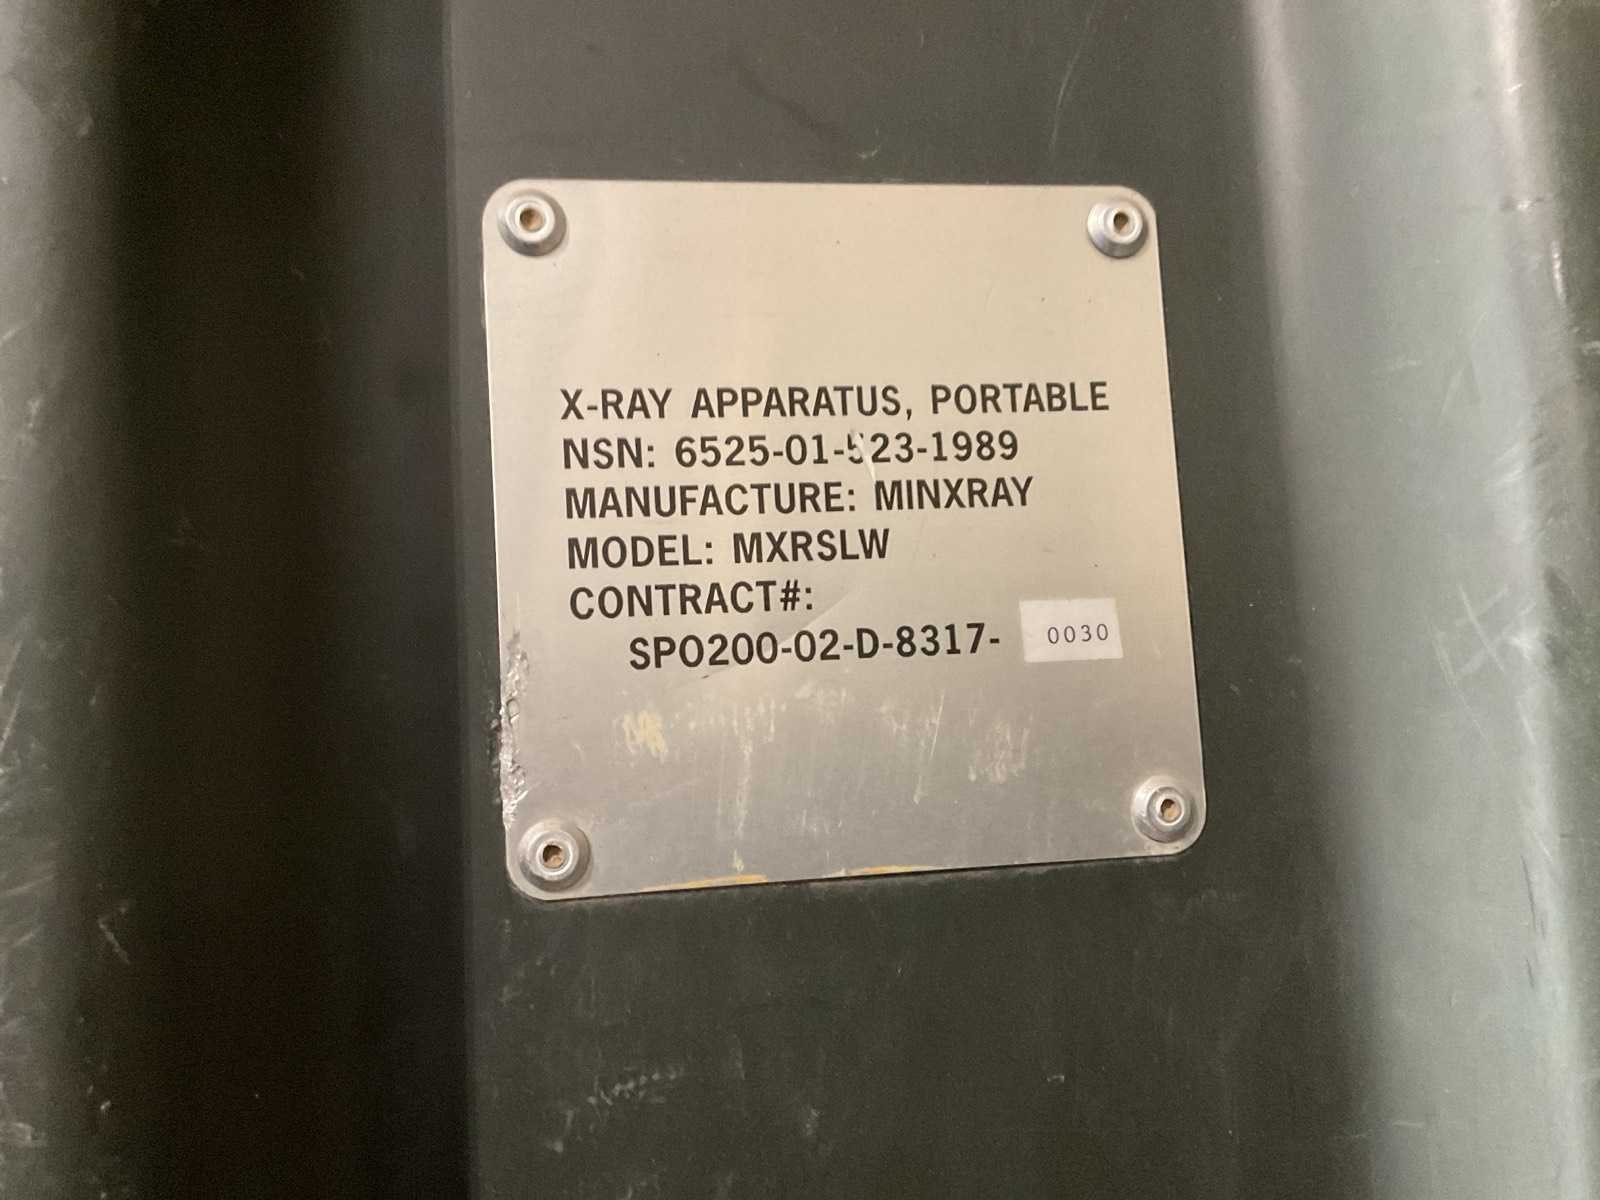 X-RAY APPARATUS, PORTABLE
NSN: 6525-01-523-1989
MANUFACTURE: MINXRAY
MODEL: MXRSLW
CONTRACT#:
SPO200-02-D-8317- 0030